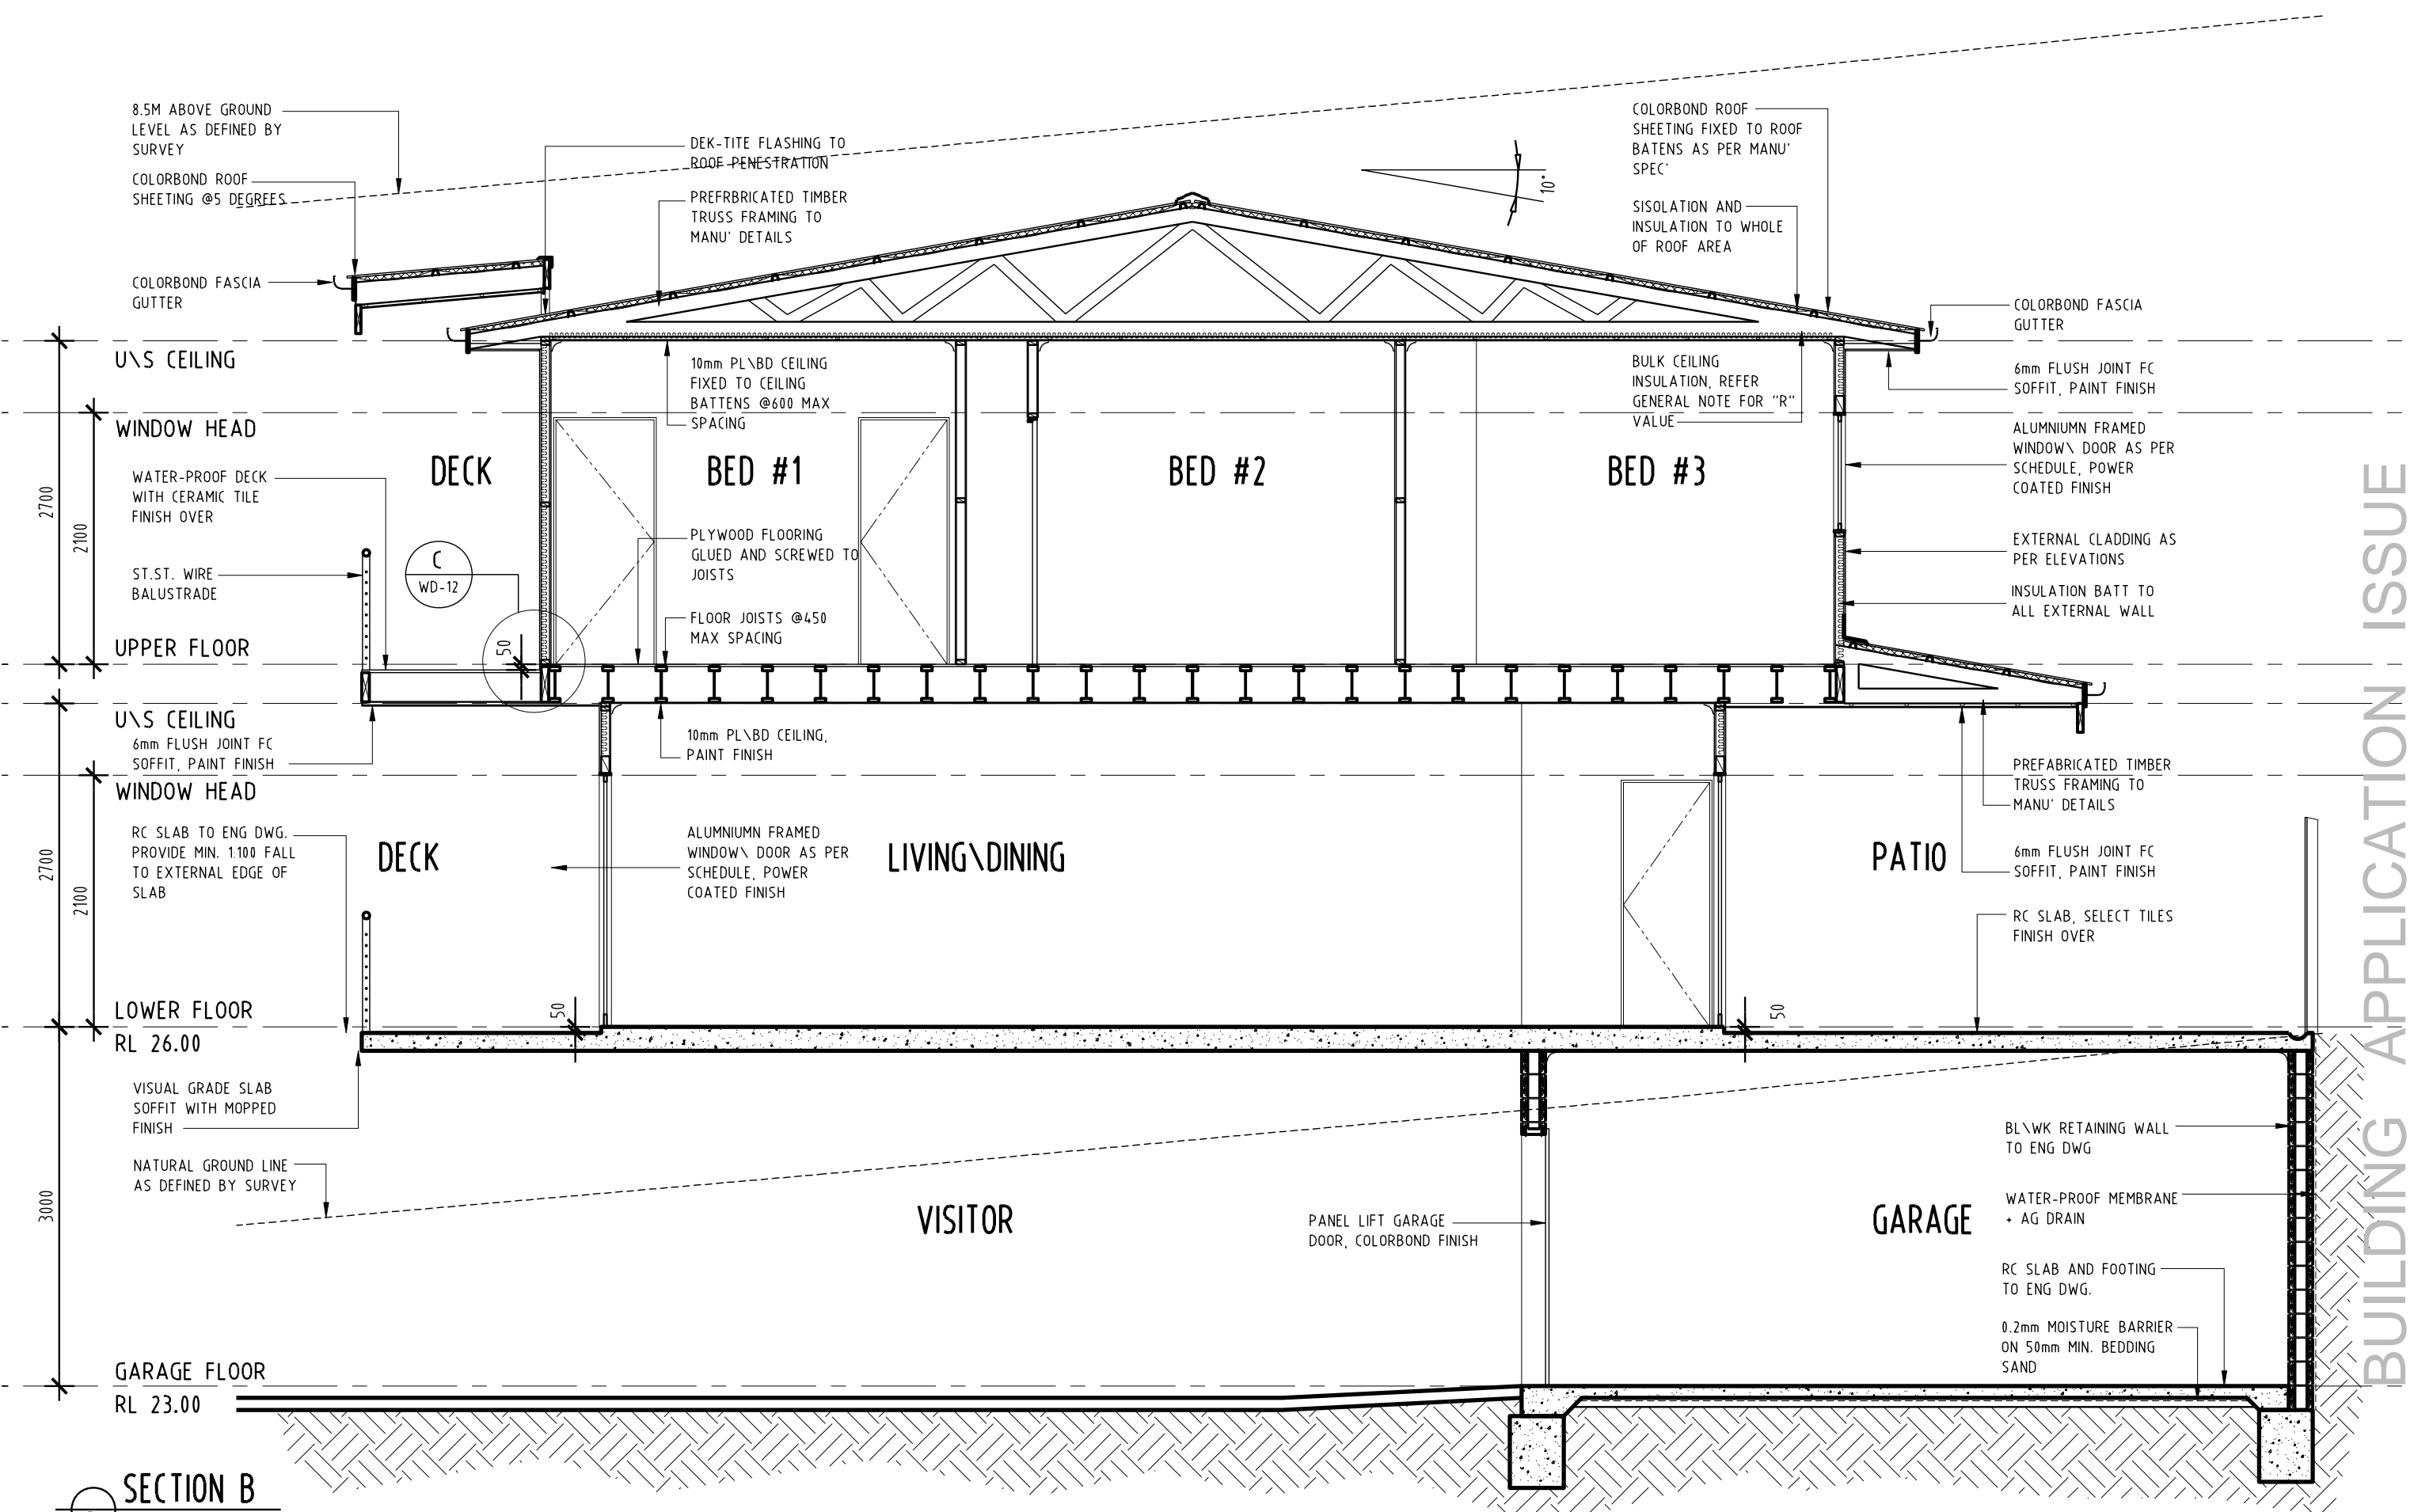 8.5M ABOVE GROUND
LEVEL AS DEFINED BY
SURVEY
COLORBOND ROOF
SHEETING @5 DEGREES
COLORBOND FASCIA
GUTTER
DEK-TITE FLASHING TO
ROOF PENESTRATION
PREFRBRICATED TIMBER
TRUSS FRAMING TO
MANU' DETAILS
10°
COLORBOND ROOF
SHEETING FIXED TO ROOF
BATENS AS PER MANU'
SPEC'
SISOLATION AND
INSULATION TO WHOLE
OF ROOF AREA
COLORBOND FASCIA
GUTTER
U\S CEILING
WINDOW HEAD
10mm PL\BD CEILING
FIXED TO CEILING
BATTENS @600 MAX
SPACING
BULK CEILING
INSULATION, REFER
GENERAL NOTE FOR "R"
VALUE
6mm FLUSH JOINT FC
SOFFIT, PAINT FINISH
ALUMNIUMN FRAMED
WINDOW\ DOOR AS PER
SCHEDULE, POWER
COATED FINISH
DECK
BED #1
BED #2
BED #3
WATER-PROOF DECK
WITH CERAMIC TILE
FINISH OVER
2700
2100
ST.ST. WIRE
BALUSTRADE
C
WD-12
PLYWOOD FLOORING
GLUED AND SCREWED TO
JOISTS
FLOOR JOISTS @450
MAX SPACING
EXTERNAL CLADDING AS
PER ELEVATIONS
INSULATION BATT TO
ALL EXTERNAL WALL
UPPER FLOOR
50
U\S CEILING
6mm FLUSH JOINT FC
SOFFIT, PAINT FINISH
10mm PL\BD CEILING,
PAINT FINISH
WINDOW HEAD
PREFABRICATED TIMBER
TRUSS FRAMING TO
MANU' DETAILS
RC SLAB TO ENG DWG.
PROVIDE MIN. 1:100 FALL
TO EXTERNAL EDGE OF
SLAB
2700
2100
DECK
ALUMNIUMN FRAMED
WINDOW\ DOOR AS PER
SCHEDULE, POWER
COATED FINISH
LIVING\DINING
PATIO
6mm FLUSH JOINT FC
SOFFIT, PAINT FINISH
RC SLAB, SELECT TILES
FINISH OVER
LOWER FLOOR
RL 26.00
50
50
VISUAL GRADE SLAB
SOFFIT WITH MOPPED
FINISH
NATURAL GROUND LINE
AS DEFINED BY SURVEY
3000
VISITOR
PANEL LIFT GARAGE
DOOR, COLORBOND FINISH
GARAGE
BL\WK RETAINING WALL
TO ENG DWG
WATER-PROOF MEMBRANE
+ AG DRAIN
RC SLAB AND FOOTING
TO ENG DWG.
0.2mm MOISTURE BARRIER
ON 50mm MIN. BEDDING
SAND
GARAGE FLOOR
RL 23.00
SECTION B
BUILDING APPLICATION ISSUE